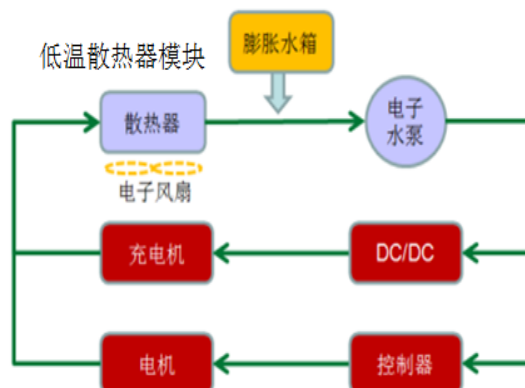 膨胀水箱
低温散热器模块
散热器
电子
水泵
电子风扇
充电机
DC/DC
电机
控制器